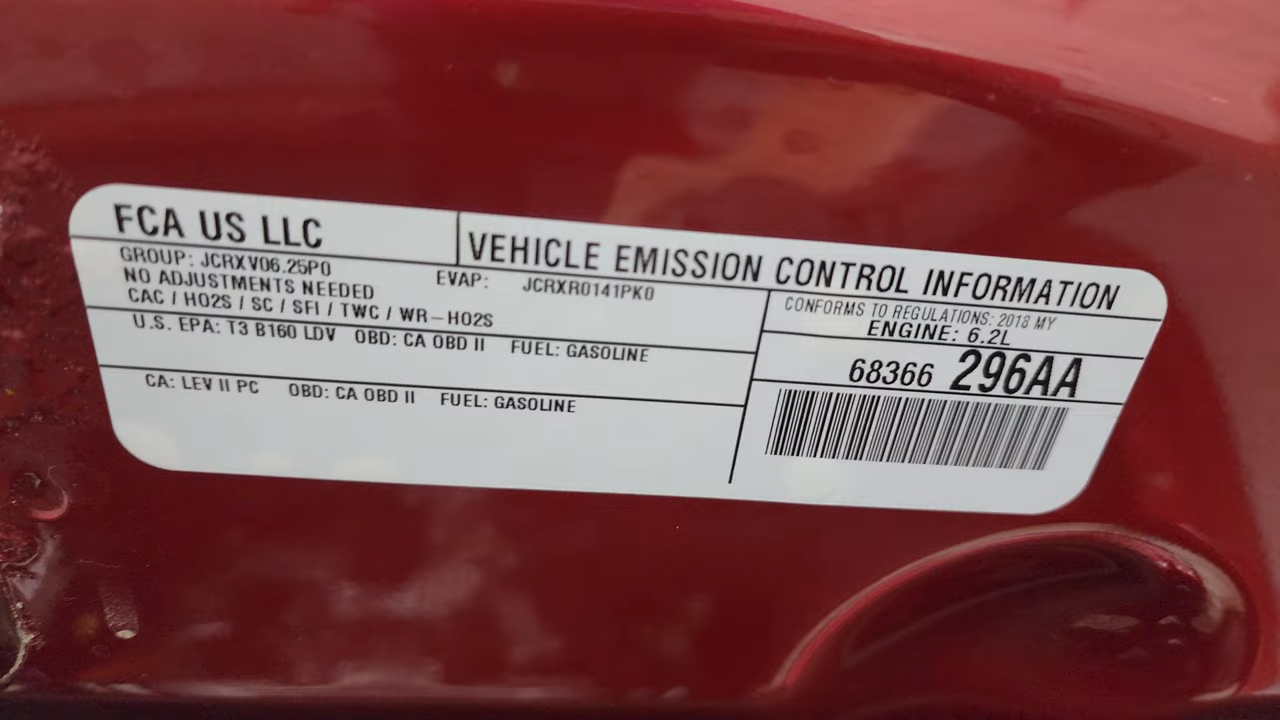 FCA US LLC
VEHICLE EMISSION CONTROL INFORMATION
GROUP: JCRXV06.25P0
EVAP: JCRXR0141PK0
NO ADJUSTMENTS NEEDED
CAC / HO2S / SC / SFI / TWC / WR-HO2S
U.S. EPA: T3 B160 LDV OBD: CA OBD II FUEL: GASOLINE
CA: LEV II PC OBD: CA OBD II FUEL: GASOLINE
CONFORMS TO REGULATIONS: 2018 MY
ENGINE: 6.2L
68366 296AA